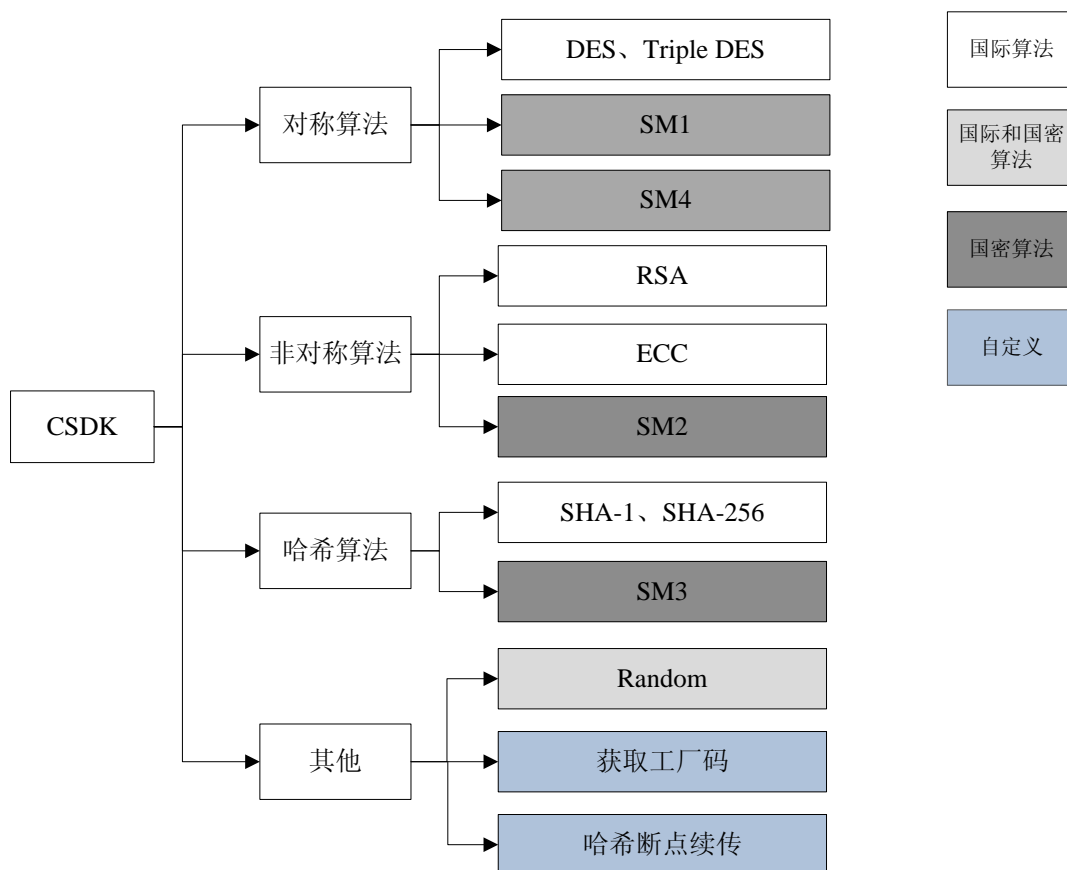 DES、Triple DES
国际算法
对称算法
SM1
国际和国密
算法
SM4
国密算法
RSA
非对称算法
ECC
自定义
CSDK
SM2
SHA-1、SHA-256
哈希算法
SM3
Random
其他
获取工厂码
哈希断点续传